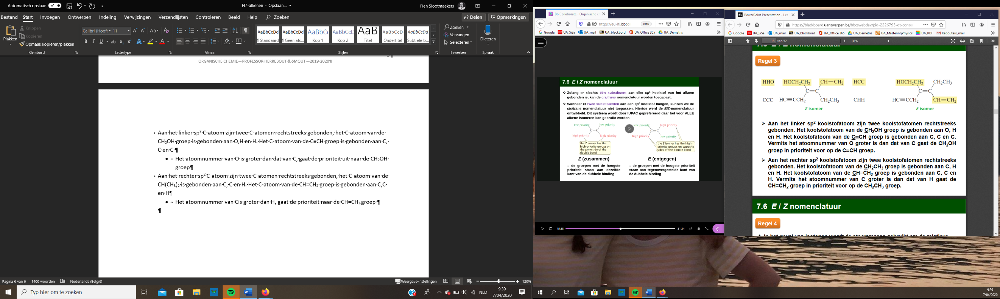 Automatisch opslaan
H7-alkenen - Opslaan...
Fien Slootmaekers
Bestand Start Invoegen Ontwerpen Indeling Verwijzigingen Verzendlijsten Controleren Beeld Help Zoeken
Delen Opmerkingen
Plakken
Knippen
Kopiëren
Opmaak kopiëren/plakken
Klembord
Calibri (Hoofd 11
Lettertype
Alinea
AaBbCcDd AaBbCcDd AaBbC AaBbCcD AaB AaBbCcD AaBbCcDd
¶ Standaard ¶ Geen afs... Kop 1 Kop 2 Titel Ondertitel Subtiele b...
Stijlen
Zoeken
Vervangen
Selecteren
Bewerken
Dicteren
Spraak
ORGANISCHE·CHEMIE·–·PROFESSOR·HERREBOUT·&·SMOUT·–·2019-2020¶
– → Aan·het·linker·sp²·C-atoom·zijn·twee·C-atomen·rechtstreeks·gebonden,·het·C-atoom·van·de·
CH₂OH·groep·is·gebonden·aan·O,H·en·H.·Het·C-atoom·van·de·C≡CH·groep·is·gebonden·aan·C,·
C·en·C·¶
• → Het·atoomnummer·van·O·is·groter·dan·dat·van·C,·gaat·de·prioriteit·uit·naar·de·CH₂OH·
groep¶
– → Aan·het·rechter·sp²·C-atoom·zijn·twee·C-atomen·rechtstreeks·gebonden,·het·C-atoom·van·de·
CH(CH₃)₂·is·gebonden·aan·C,·C·en·H.·Het·C-atoom·van·de·CH=CH₂·groep·is·gebonden·aan·C,C·
en·H¶
• → Het·atoomnummer·van·Cis·groter·dan·H,·gaat·de·prioriteit·naar·de·CH=CH₂·groep·¶
¶
Pagina 6 van 6 1400 woorden Nederlands (België)
Weergave-instellingen 120%
Typ hier om te zoeken
NLD
9:39
7/04/2020
Bb Collaborate - Organische ch
https://eu-lti.bbcoll 80%
Google UA_SiSa UA_mail UA_blackbord UA_Office 365 UA_Demetris
7.6 E / Z nomenclatuur
❖ Zolang er slechts één substituent aan elke sp² koolstof van het alkene
gebonden is, kan de cis/trans nomenclatuur worden toegepast.
❖ Wanneer er twee substituenten aan één sp² koolstof hangen, kunnen we de
cis/trans nomenclatuur niet toepassen. Hiertoe werd de E/Z-nomenclatuur
ontwikkeld. Dit systeem wordt door IUPAC geprefereerd daar het voor ALLE
alkene isomeren kan gebruikt worden.
low priority low priority low priority high priority
C=C C=C
high priority high priority high priority low priority
the Z isomer has the
high-priority groups on
the same side of the
double bond
the E isomer has the high-
priority groups on opposite
sides of the double bond
Z (zusammen) E (entgegen)
= de groepen met de hoogste
prioriteit staan aan dezelfde
kant van de dubbele binding
= de groepen met de hoogste prioriteit
staan aan tegenovergestelde kant van
de dubbele binding
15:38 31:34
PowerPoint Presentation - Les
https://blackboard.uantwerpen.be/bbcswebdav/pid-2226793-dt-conte
Google UA_SiSa UA_mail UA_blackbord UA_Office 365 UA_Demetris UA_MasteringPhysics UA_PDF Kabouters_mail
18 van 52 80%
7.6 E / Z nomenclatuur
Regel 3
HHO HOCH₂CH₂ CH=CH₂ HCC HOCH₂CH₂ CH₂CH₃
C=C C=C
CCC HC≡CCH₂ CH₂CH₃ CHH HC≡CCH₂ CH=CH₂
Z isomer E isomer
➢ Aan het linker sp² koolstofatoom zijn twee koolstofatomen rechtstreeks
gebonden. Het koolstofatoom van de CH₂OH groep is gebonden aan O, H
en H. Het koolstofatoom van de C≡CH groep is gebonden aan C, C en C.
Vermits het atoomnummer van O groter is dan dat van C gaat de CH₂OH
groep in prioriteit voor op de C≡CH groep.
➢ Aan het rechter sp² koolstofatoom zijn twee koolstofatomen rechtstreeks
gebonden. Het koolstofatoom van de CH₂CH₃ groep is gebonden aan C, H
en H. Het koolstofatoom van de CH=CH₂ groep is gebonden aan C, C en
H. Vermits het atoomnummer van C groter is dan dat van H gaat de
CH=CH₂ groep in prioriteit voor op de CH₂CH₃ groep.
7.6 E / Z nomenclatuur
Regel 4
9:39
7/04/2020